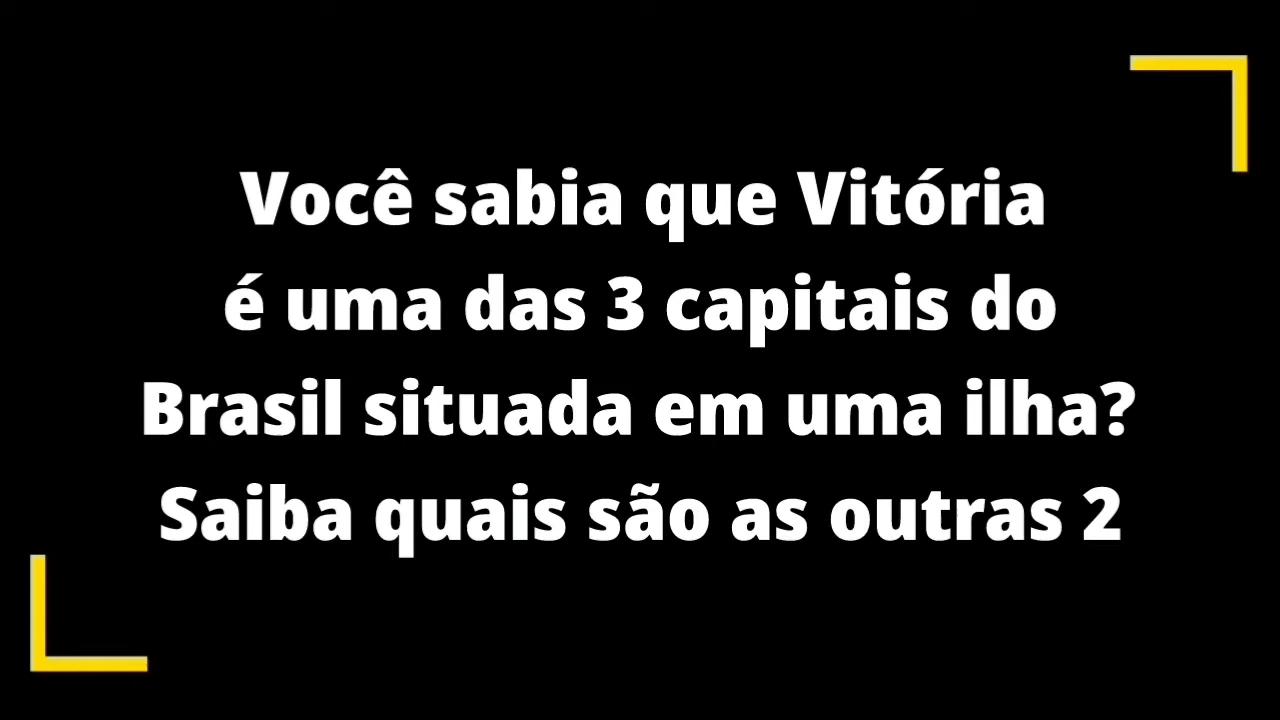 Você sabia que Vitória
é uma das 3 capitais do
Brasil situada em uma ilha?
Saiba quais são as outras 2